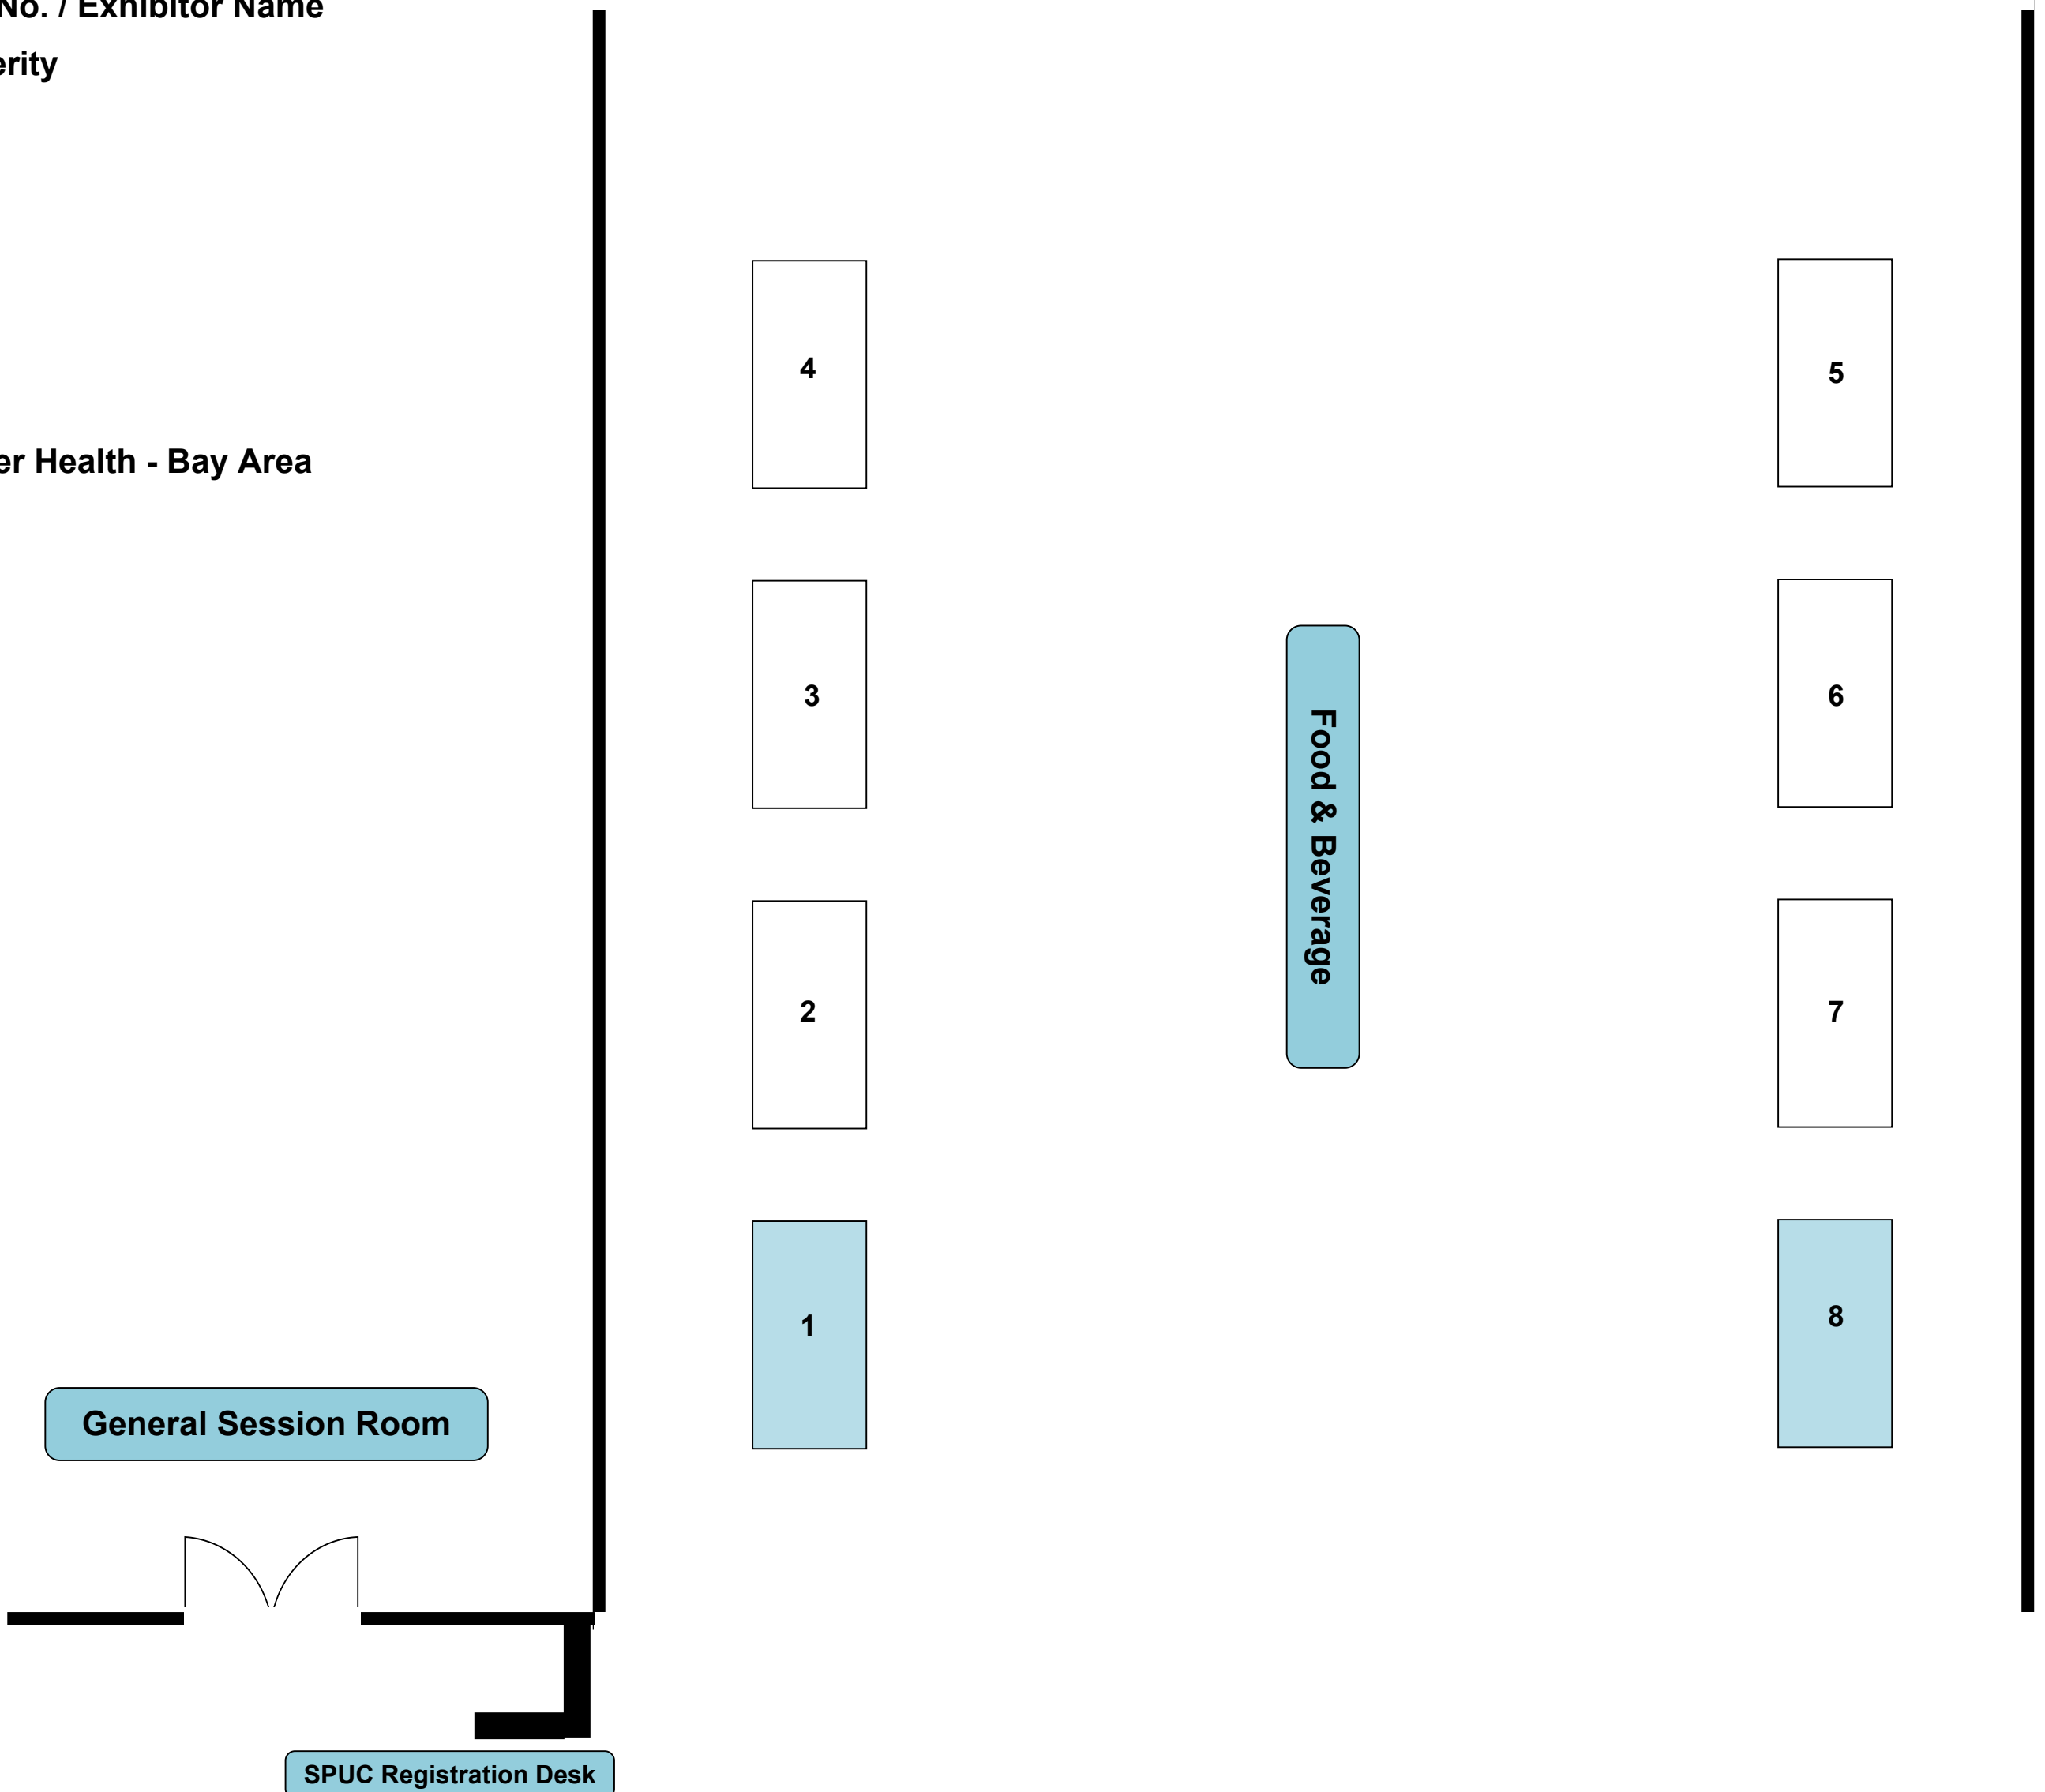 No. / Exhibitor Name
erity
4
5
er Health - Bay Area
3
6
Food & Beverage
2
7
1
8
General Session Room
SPUC Registration Desk